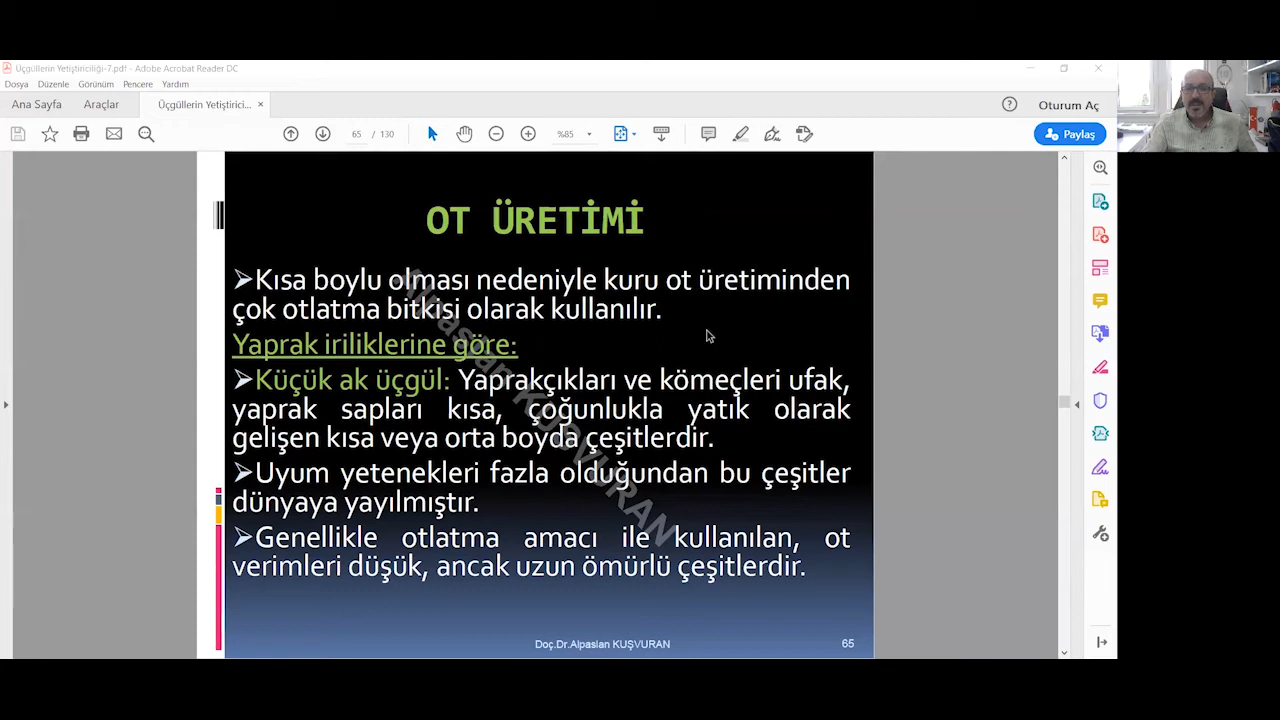 Üçgüllerin Yetiştiriciliği-7.pdf - Adobe Acrobat Reader DC
Dosya Düzenle Görünüm Pencere Yardım
Ana Sayfa Araçlar Üçgüllerin Yetiştirici... × Oturum Aç
65 / 130 %85 Paylaş
OT ÜRETİMİ
➢Kısa boylu olması nedeniyle kuru ot üretiminden
çok otlatma bitkisi olarak kullanılır.
Yaprak iriliklerine göre:
➢Küçük ak üçgül: Yaprakçıkları ve kömeçleri ufak,
yaprak sapları kısa, çoğunlukla yatık olarak
gelişen kısa veya orta boyda çeşitlerdir.
➢Uyum yetenekleri fazla olduğundan bu çeşitler
dünyaya yayılmıştır.
➢Genellikle otlatma amacı ile kullanılan, ot
verimleri düşük, ancak uzun ömürlü çeşitlerdir.
Alpaslan KUŞVURAN
Doç.Dr.Alpaslan KUŞVURAN 65